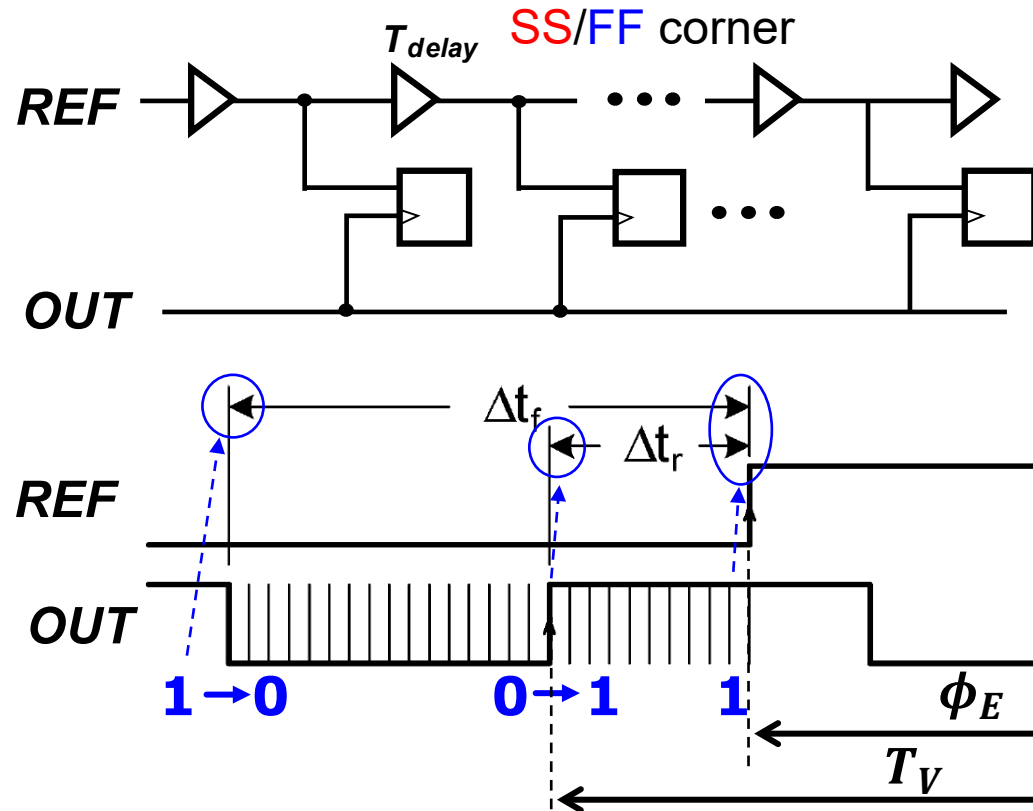 T_delay SS/FF corner
REF
•••
•••
OUT
Δt_f
Δt_r
REF
OUT
1→0 0→1 1 ϕ_E
T_V